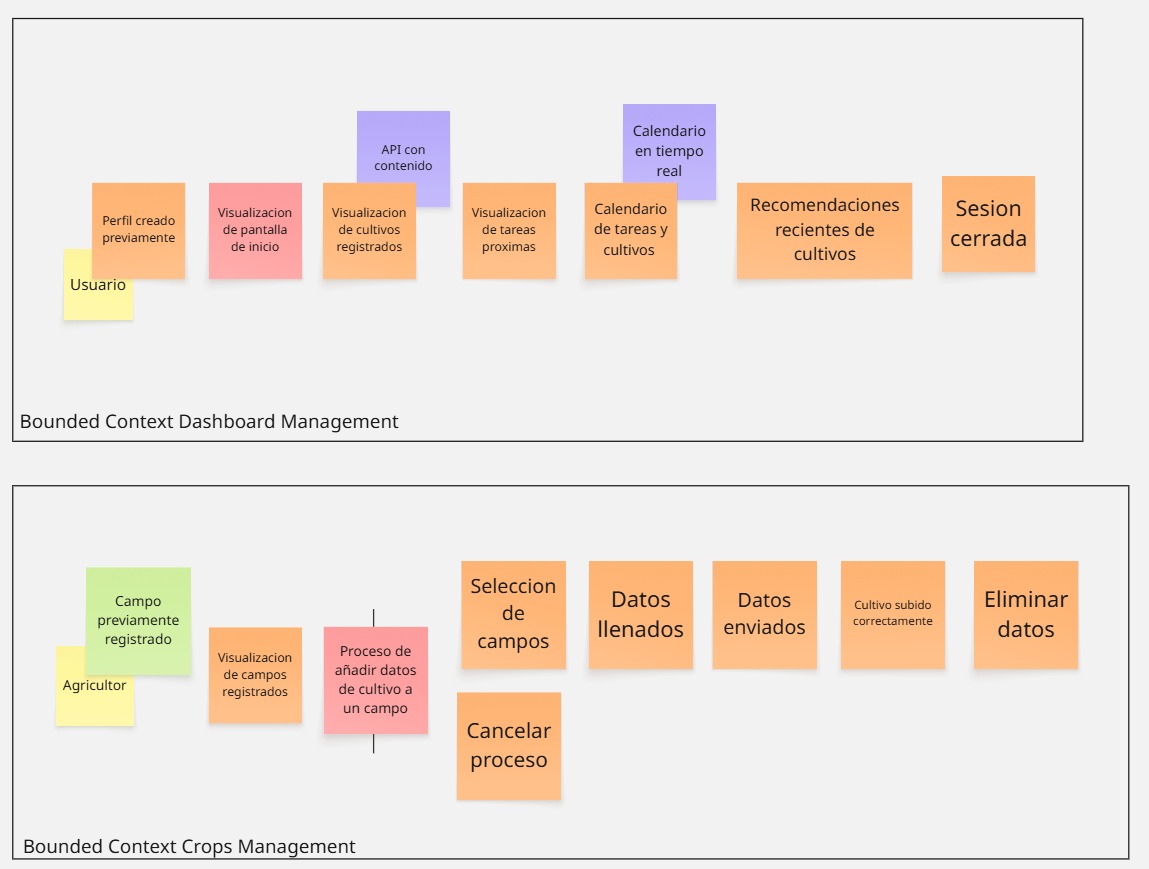 API con
contenido
Calendario
en tiempo
real
Perfil creado
previamente
Usuario
Visualizacion
de pantalla
de inicio
Visualizacion
de cultivos
registrados
Visualizacion
de tareas
proximas
Calendario
de tareas y
cultivos
Recomendaciones
recientes de
cultivos
Sesion
cerrada
Bounded Context Dashboard Management
Campo
previamente
registrado
Agricultor
Visualizacion
de campos
registrados
Proceso de
añadir datos
de cultivo a
un campo
Seleccion
de
campos
Datos
llenados
Datos
enviados
Cultivo subido
correctamente
Eliminar
datos
Cancelar
proceso
Bounded Context Crops Management